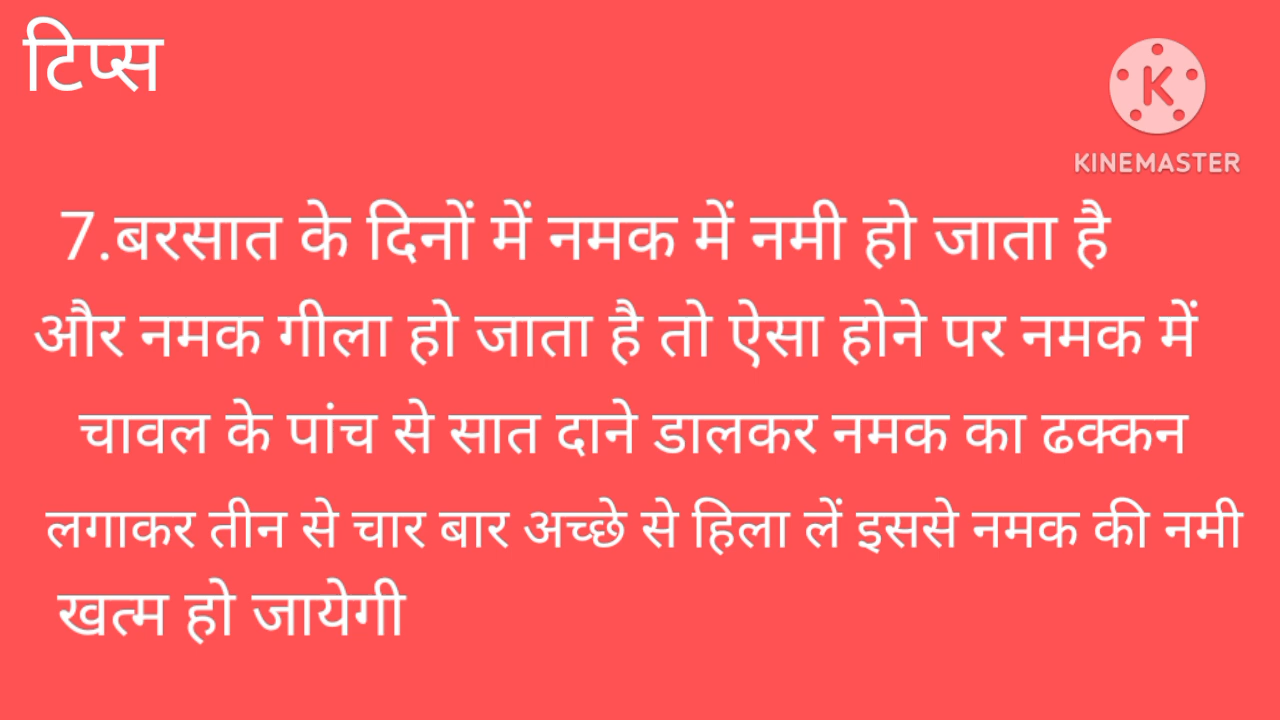 टिप्स
KINEMASTER
7.बरसात के दिनों में नमक में नमी हो जाता है
और नमक गीला हो जाता है तो ऐसा होने पर नमक में
चावल के पांच से सात दाने डालकर नमक का ढक्कन
लगाकर तीन से चार बार अच्छे से हिला लें इससे नमक की नमी
खत्म हो जायेगी